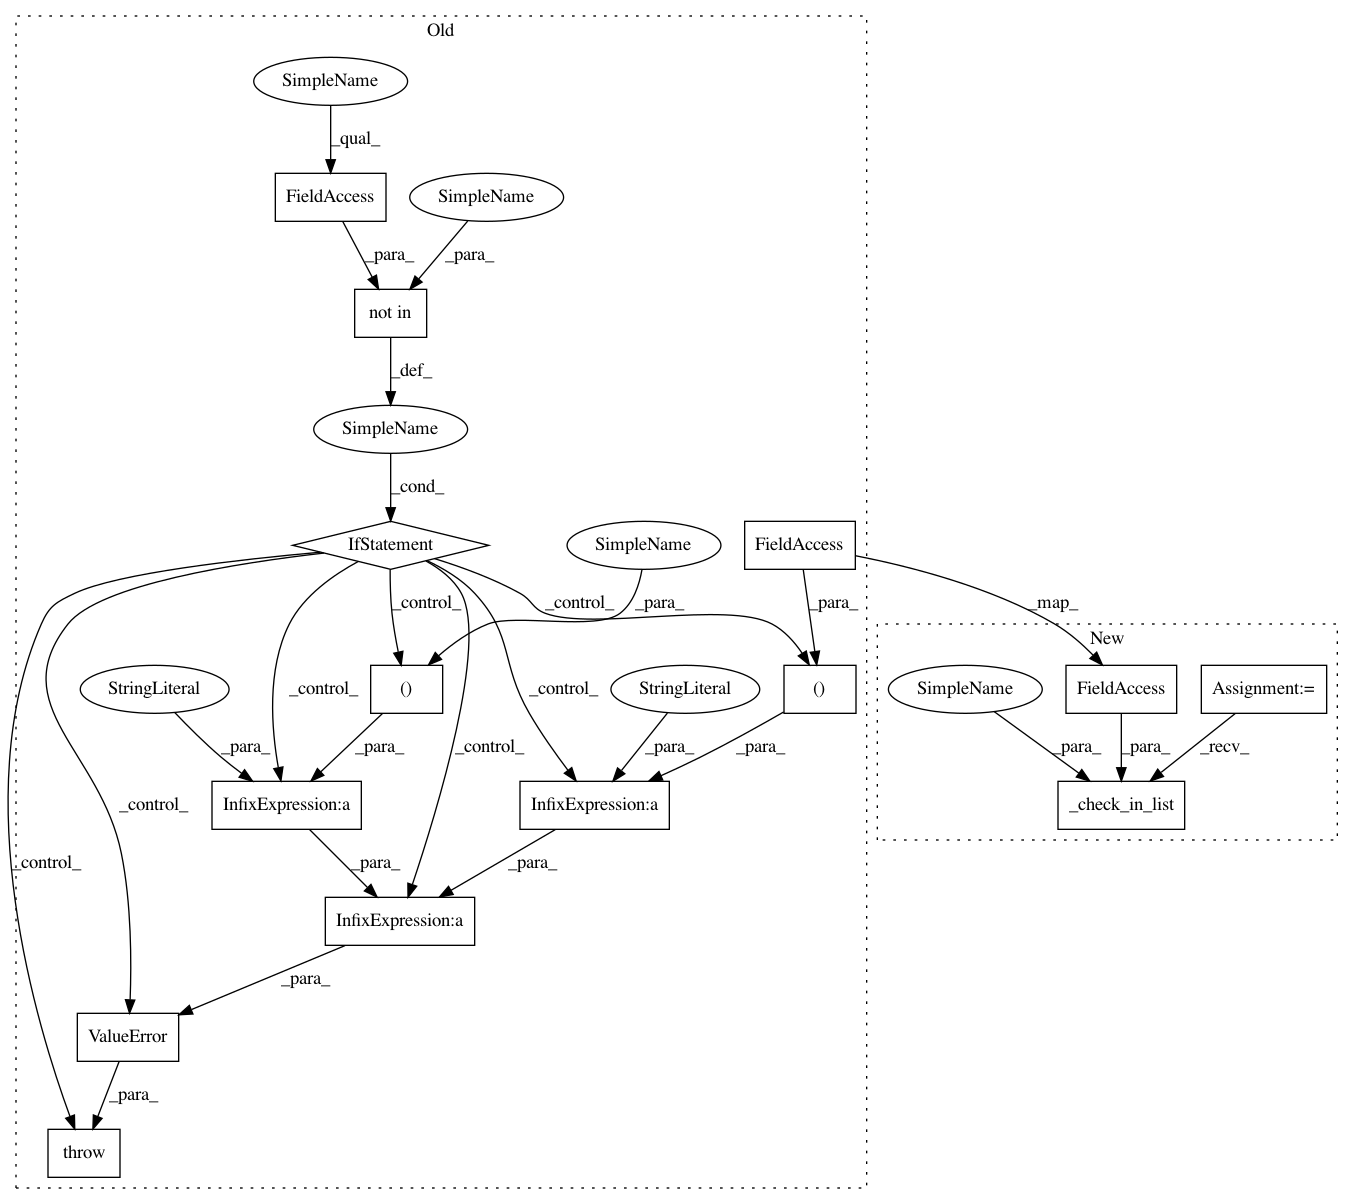 Old
SimpleName
_qual_
FieldAccess
SimpleName
_para_
_para_
not in
_def_
SimpleName
_cond_
IfStatement
SimpleName
FieldAccess
_control_
_control_
_para_
_para_
_map_
New
StringLiteral
()
StringLiteral
()
SimpleName
FieldAccess
Assignment:=
_control_
_control_
_para_
_para_
_control_
_para_
_para_
_para_
_para_
_recv_
_control_
InfixExpression:a
InfixExpression:a
_check_in_list
_control_
_para_
_para_
InfixExpression:a
_para_
ValueError
_para_
throw